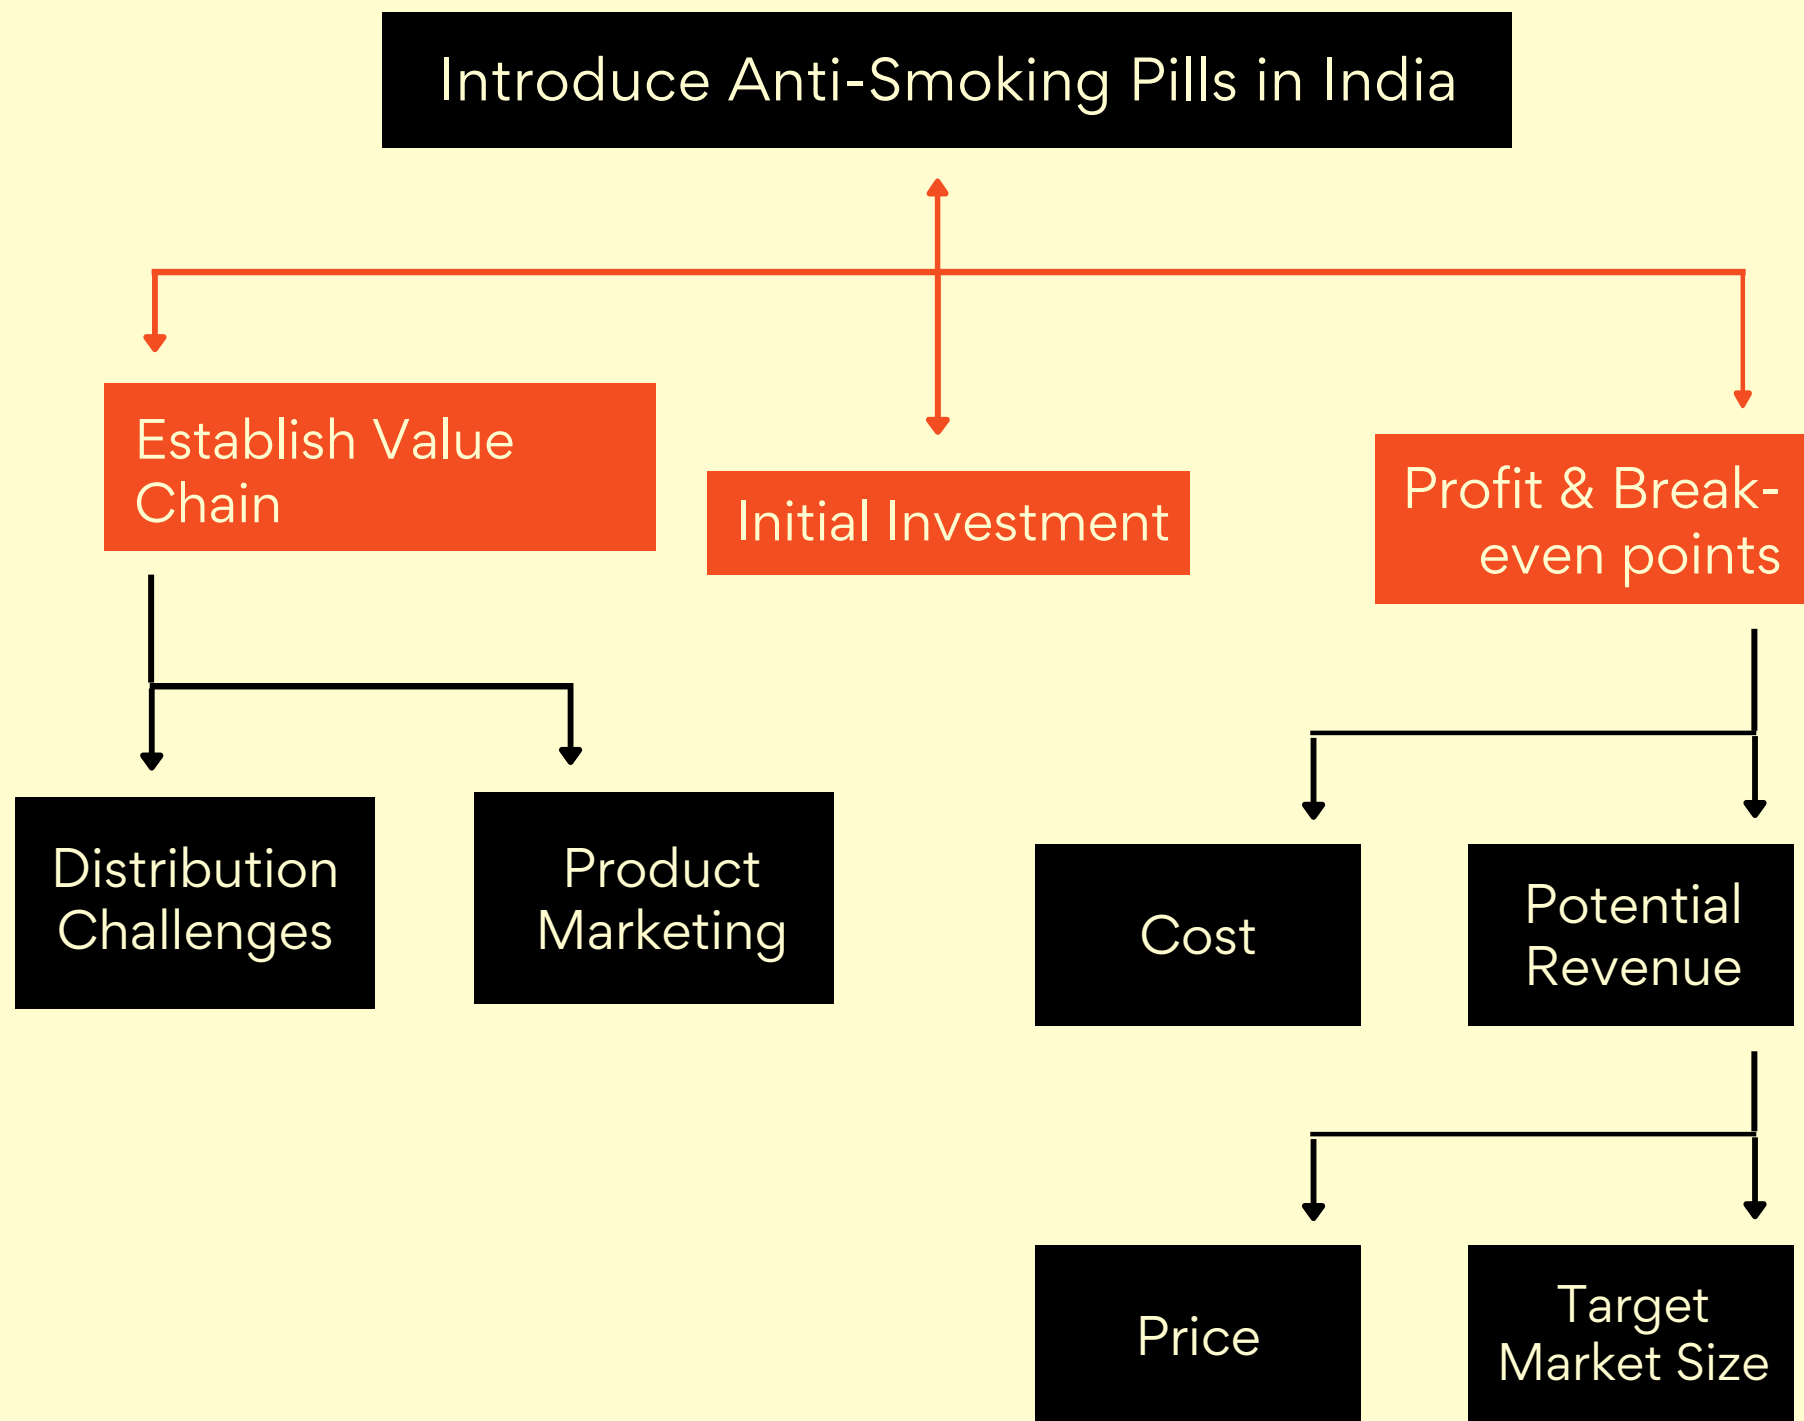 Introduce Anti-Smoking Pills in India
Establish Value
Chain
Initial Investment
Profit & Break-
even points
Distribution
Challenges
Product
Marketing
Cost
Potential
Revenue
Price
Target
Market Size